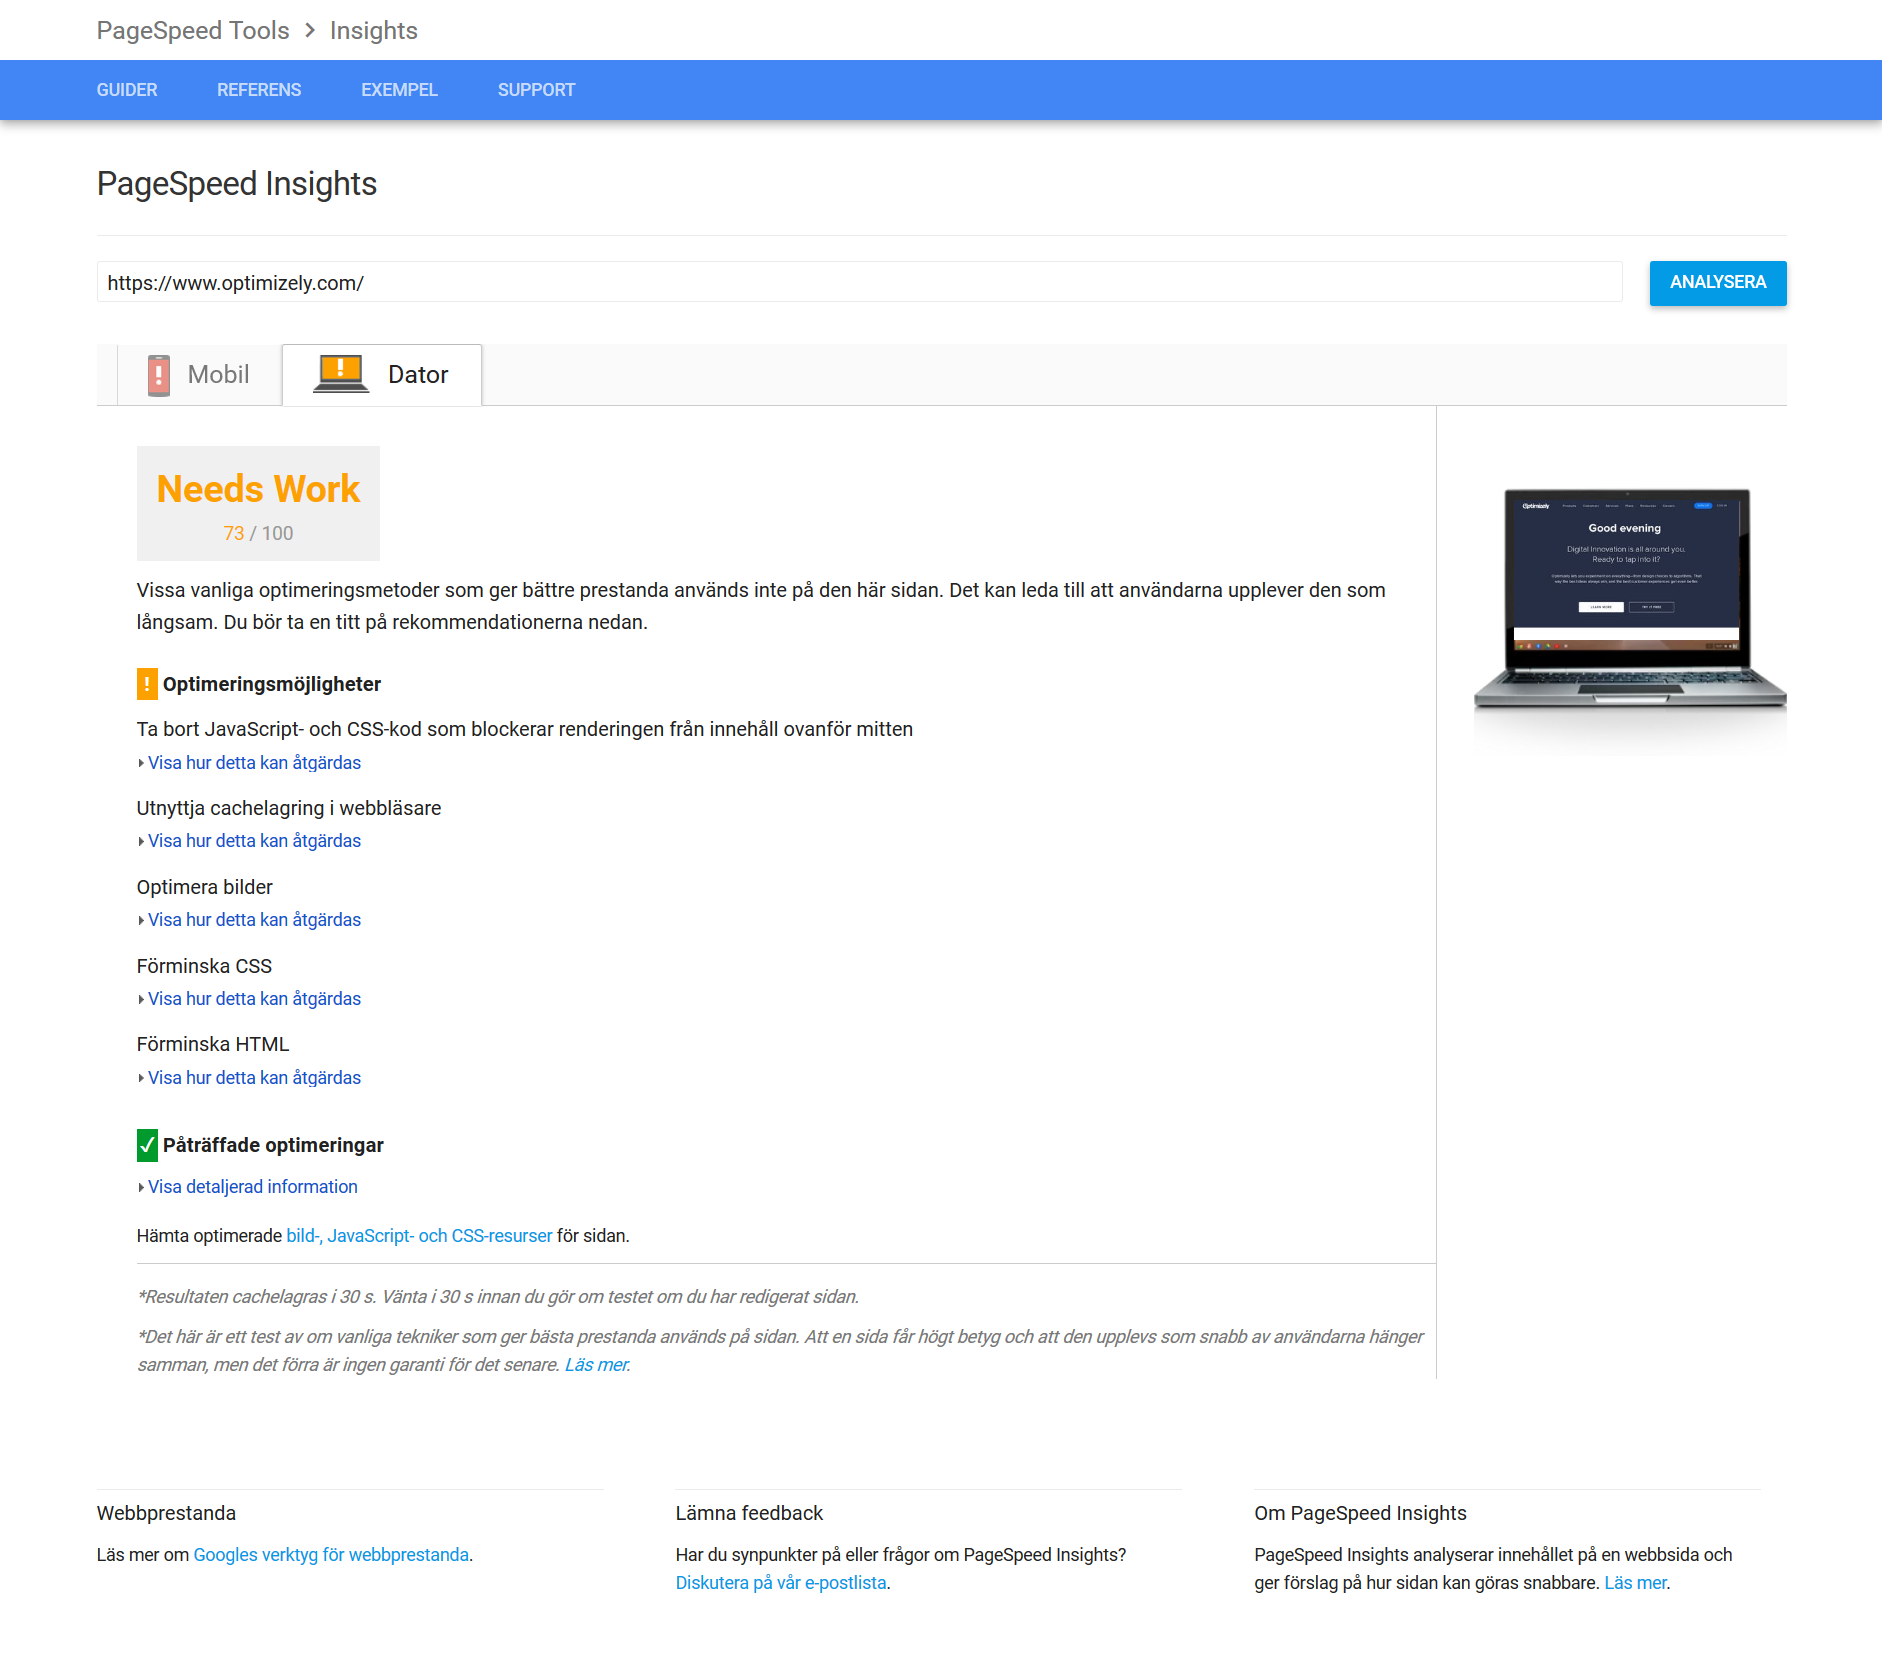 PageSpeed Tools > Insights
GUIDER REFERENS EXEMPEL SUPPORT
PageSpeed Insights
https://www.optimizely.com/
ANALYSERA
Mobil
Dator
Needs Work
73 / 100
Vissa vanliga optimeringsmetoder som ger bättre prestanda används inte på den här sidan. Det kan leda till att användarna upplever den som
långsam. Du bör ta en titt på rekommendationerna nedan.
! Optimeringsmöjligheter
Ta bort JavaScript- och CSS-kod som blockerar renderingen från innehåll ovanför mitten
Visa hur detta kan åtgärdas
Utnyttja cachelagring i webbläsare
Visa hur detta kan åtgärdas
Optimera bilder
Visa hur detta kan åtgärdas
Förminska CSS
Visa hur detta kan åtgärdas
Förminska HTML
Visa hur detta kan åtgärdas
Påträffade optimeringar
Visa detaljerad information
Hämta optimerade bild-, JavaScript- och CSS-resurser för sidan.
*Resultaten cachelagras i 30 s. Vänta i 30 s innan du gör om testet om du har redigerat sidan.
*Det här är ett test av om vanliga tekniker som ger bästa prestanda används på sidan. Att en sida får högt betyg och att den upplevs som snabb av användarna hänger
samman, men det förra är ingen garanti för det senare. Läs mer.
Optimizely
Good evening
Digital Innovation is all around you.
Ready to tap into it?
LEARN MORE
TRY IT FREE
Webbprestanda
Läs mer om Googles verktyg för webbprestanda.
Lämna feedback
Har du synpunkter på eller frågor om PageSpeed Insights?
Diskutera på vår e-postlista.
Om PageSpeed Insights
PageSpeed Insights analyserar innehållet på en webbsida och
ger förslag på hur sidan kan göras snabbare. Läs mer.